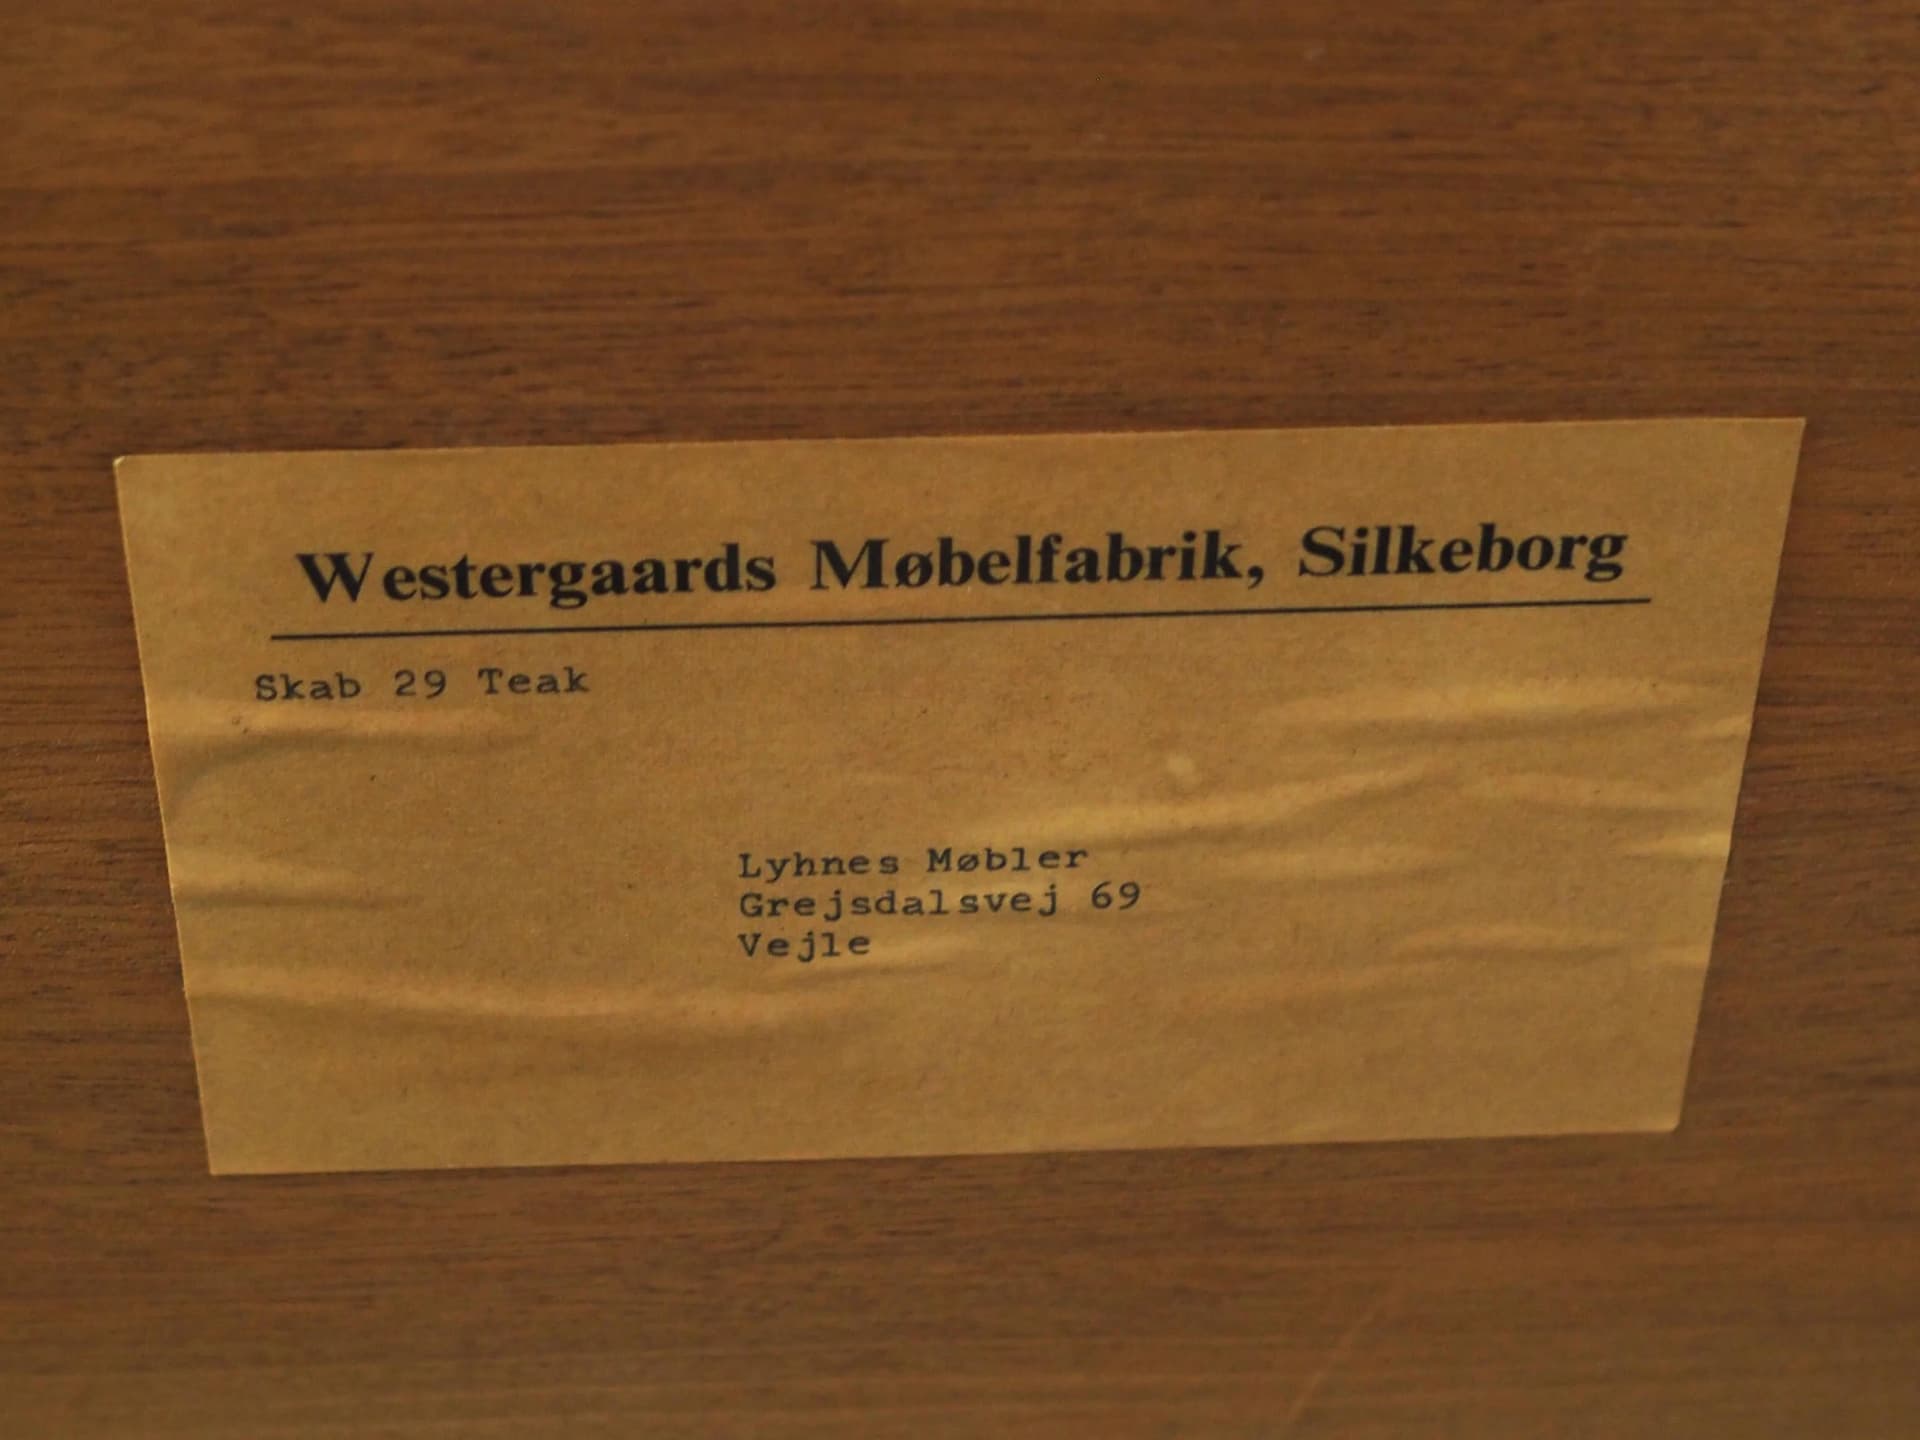 Westergaards Møbelfabrik, Silkeborg
Skab 29 Teak
Lyhnes Møbler
Grejsdalsvej 69
Vejle